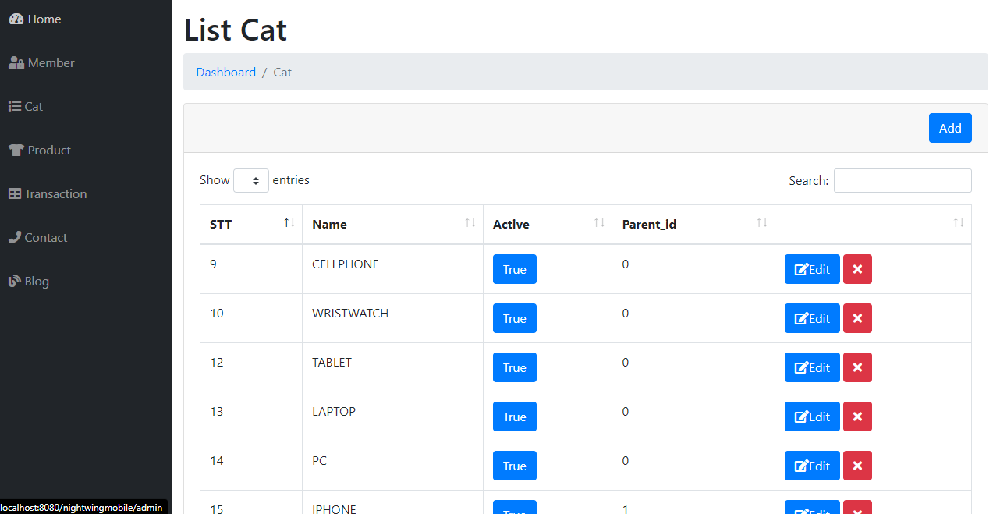 Home
Member
Cat
Product
Transaction
Contact
Blog
localhost:8080/nightwingmobile/admin
List Cat
Dashboard / Cat
Add
Show entries
Search:
STT Name Active Parent_id
9 CELLPHONE True 0 Edit
10 WRISTWATCH True 0 Edit
12 TABLET True 0 Edit
13 LAPTOP True 0 Edit
14 PC True 0 Edit
15 IPHONE True 1 Edit